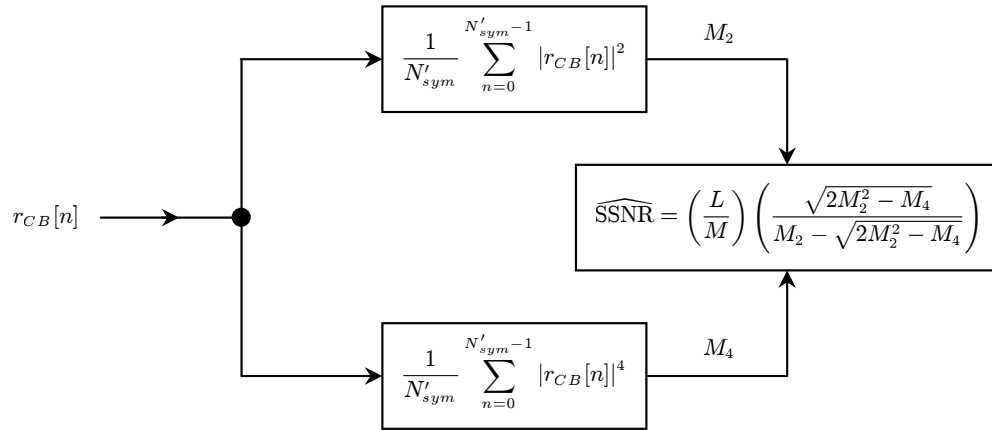 \frac{1}{N'_{sym}} \sum_{n=0}^{N'_{sym}-1} |r_{CB}[n]|^2
M_2
r_{CB}[n]
\widehat{SSNR} = \left(\frac{L}{M}\right) \left(\frac{\sqrt{2M_2^2 - M_4}}{M_2 - \sqrt{2M_2^2 - M_4}}\right)
\frac{1}{N'_{sym}} \sum_{n=0}^{N'_{sym}-1} |r_{CB}[n]|^4
M_4